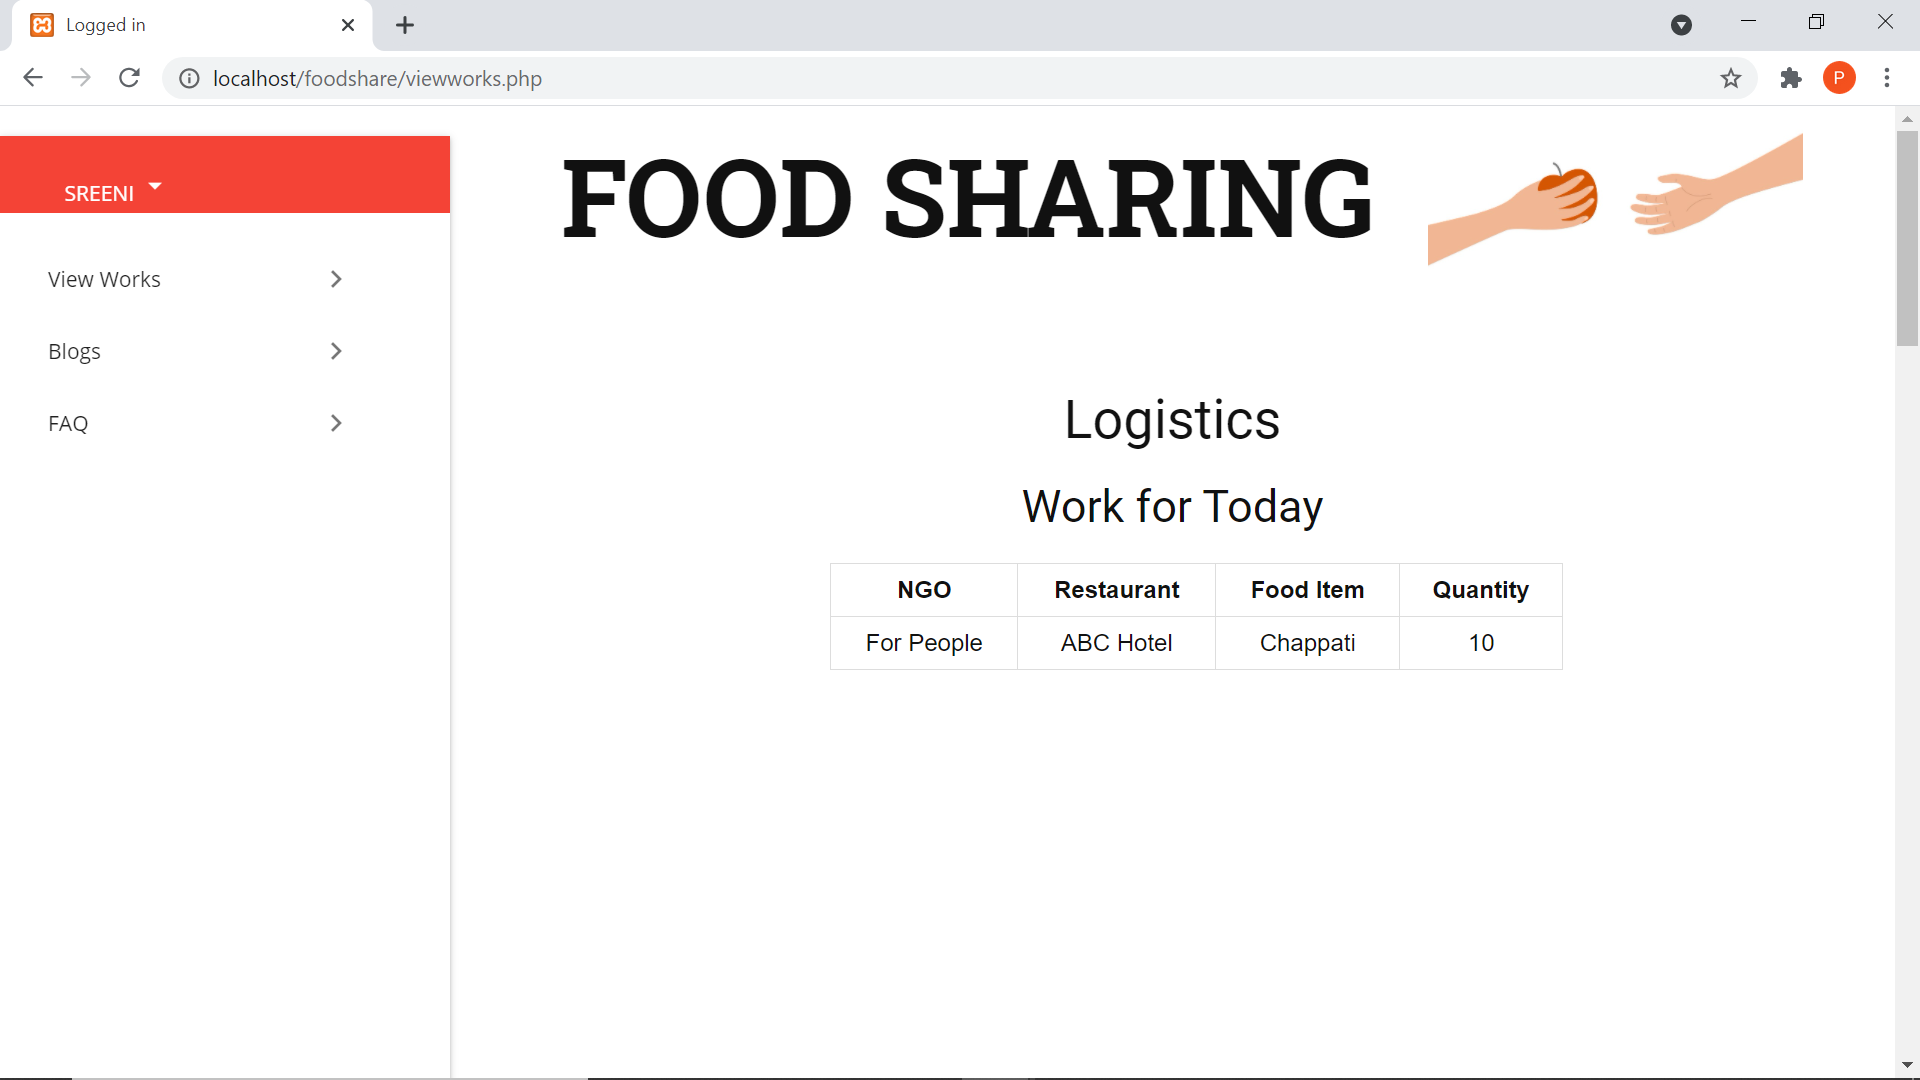 Logged in
localhost/foodshare/viewworks.php
P
SREENI
View Works
Blogs
FAQ
FOOD SHARING
Logistics
Work for Today
NGO Restaurant Food Item Quantity
For People ABC Hotel Chappati 10